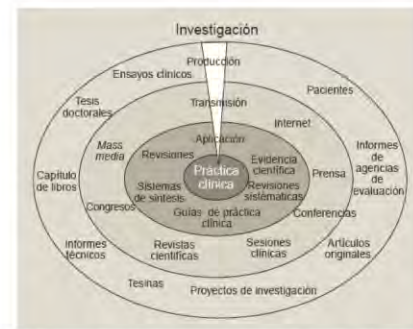 Investigación
Producción
Ensayos clínicos
Pacientes
Tesis
doctorales
Transmisión
Internet
Mass
media
Aplicación
Revisiones
Evidencia
científica
Informes
de
agencias
de
evaluación
Capítulo
de libros
Práctica
clínica
Prensa
Sistemas
de síntesis
Revisiones
sistemáticas
Congresos
Guías de práctica
clínica
Conferencias
Informes
técnicos
Revistas
científicas
Sesiones
clínicas
Artículos
originales
Tesinas
Proyectos de investigación